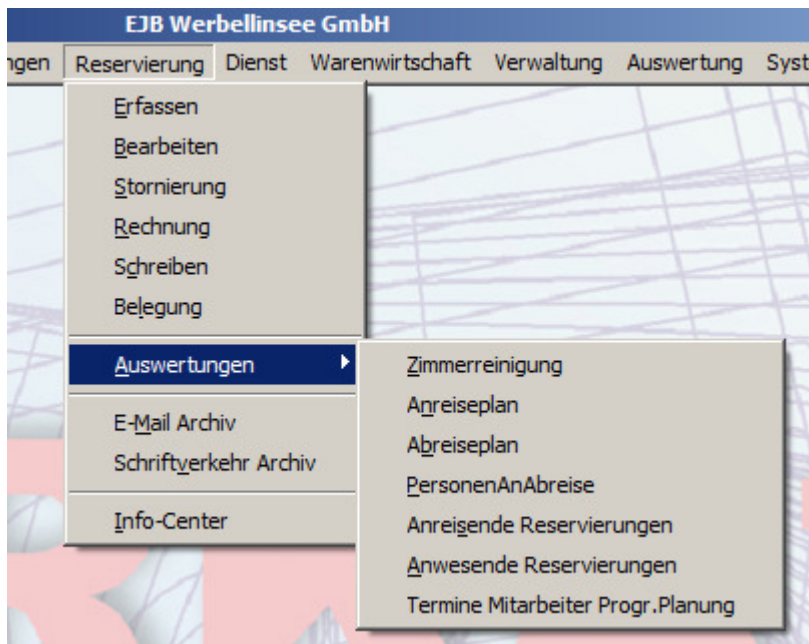 EJB Werbellinsee GmbH
ngen Reservierung Dienst Warenwirtschaft Verwaltung Auswertung Syst
Erfassen
Bearbeiten
Stornierung
Rechnung
Schreiben
Belegung
Auswertungen
E-Mail Archiv
Schriftverkehr Archiv
Info-Center
Zimmerreinigung
Anreiseplan
Abreiseplan
PersonenAnAbreise
Anreisende Reservierungen
Anwesende Reservierungen
Termine Mitarbeiter Progr.Planung